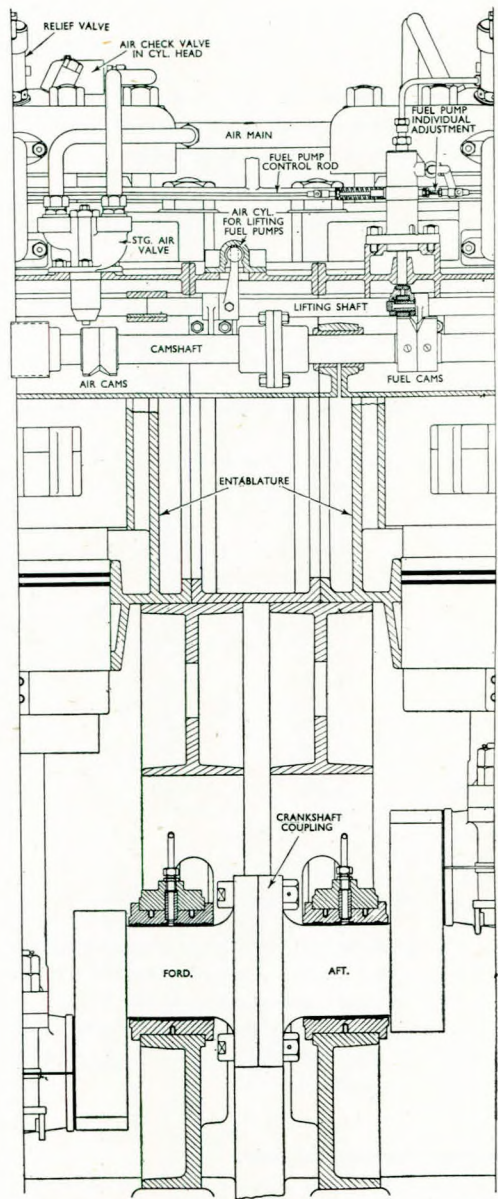 RELIEF VALVE
AIR CHECK VALVE
IN CYL. HEAD
AIR MAIN
FUEL PUMP
INDIVIDUAL
ADJUSTMENT
FUEL PUMP
CONTROL ROD
AIR CYL.
FOR LIFTING
FUEL PUMPS
STG. AIR
VALVE
LIFTING SHAFT
CAMSHAFT
AIR CAMS
FUEL CAMS
ENTABLATURE
CRANKSHAFT
COUPLING
FORD.
AFT.